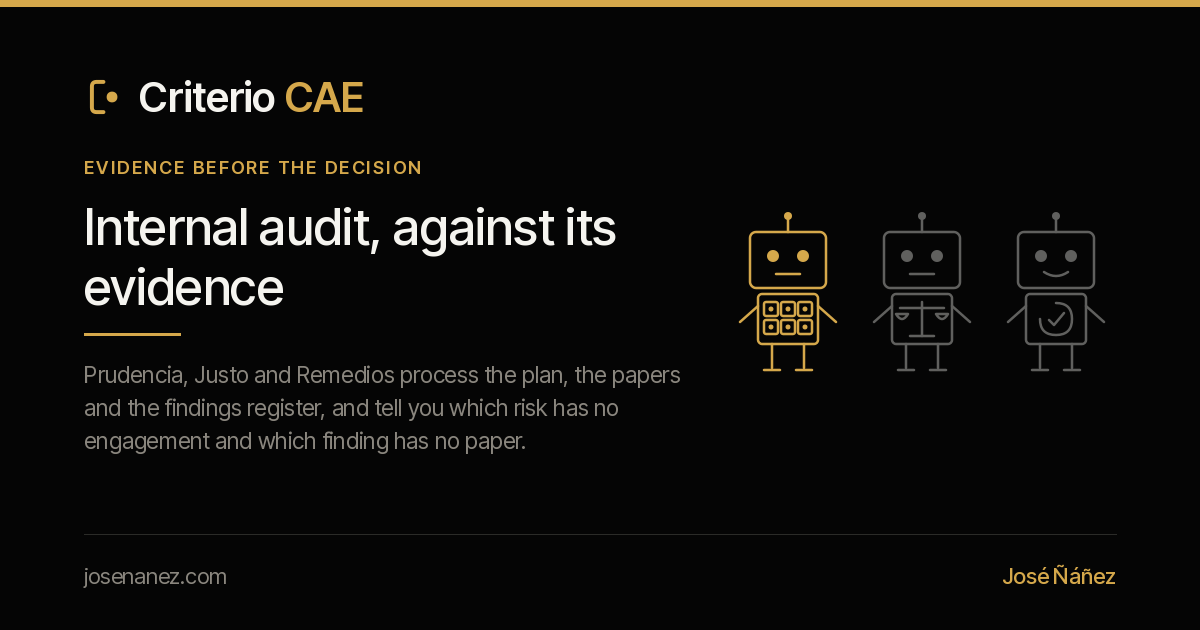 Criterio CAE
EVIDENCE BEFORE THE DECISION
Internal audit, against its
evidence
Prudencia, Justo and Remedios process the plan, the papers
and the findings register, and tell you which risk has no
engagement and which finding has no paper.
josenanez.com
José Ñáñez